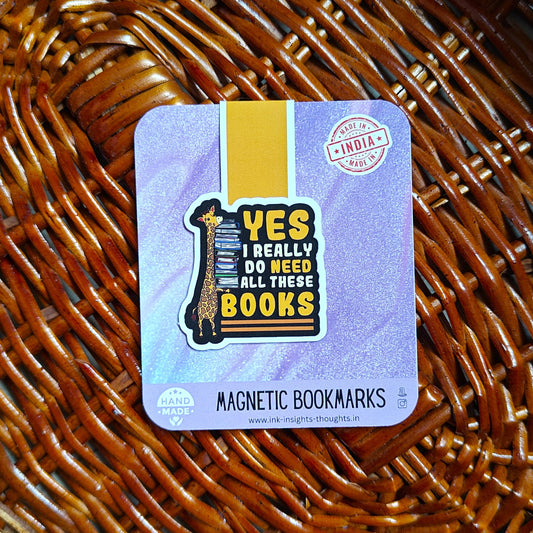 MADE IN
INDIA
MADE IN
YES
I REALLY
DO NEED
ALL THESE
BOOKS
HAND
MADE
MAGNETIC BOOKMARKS
www.ink-insights-thoughts.in